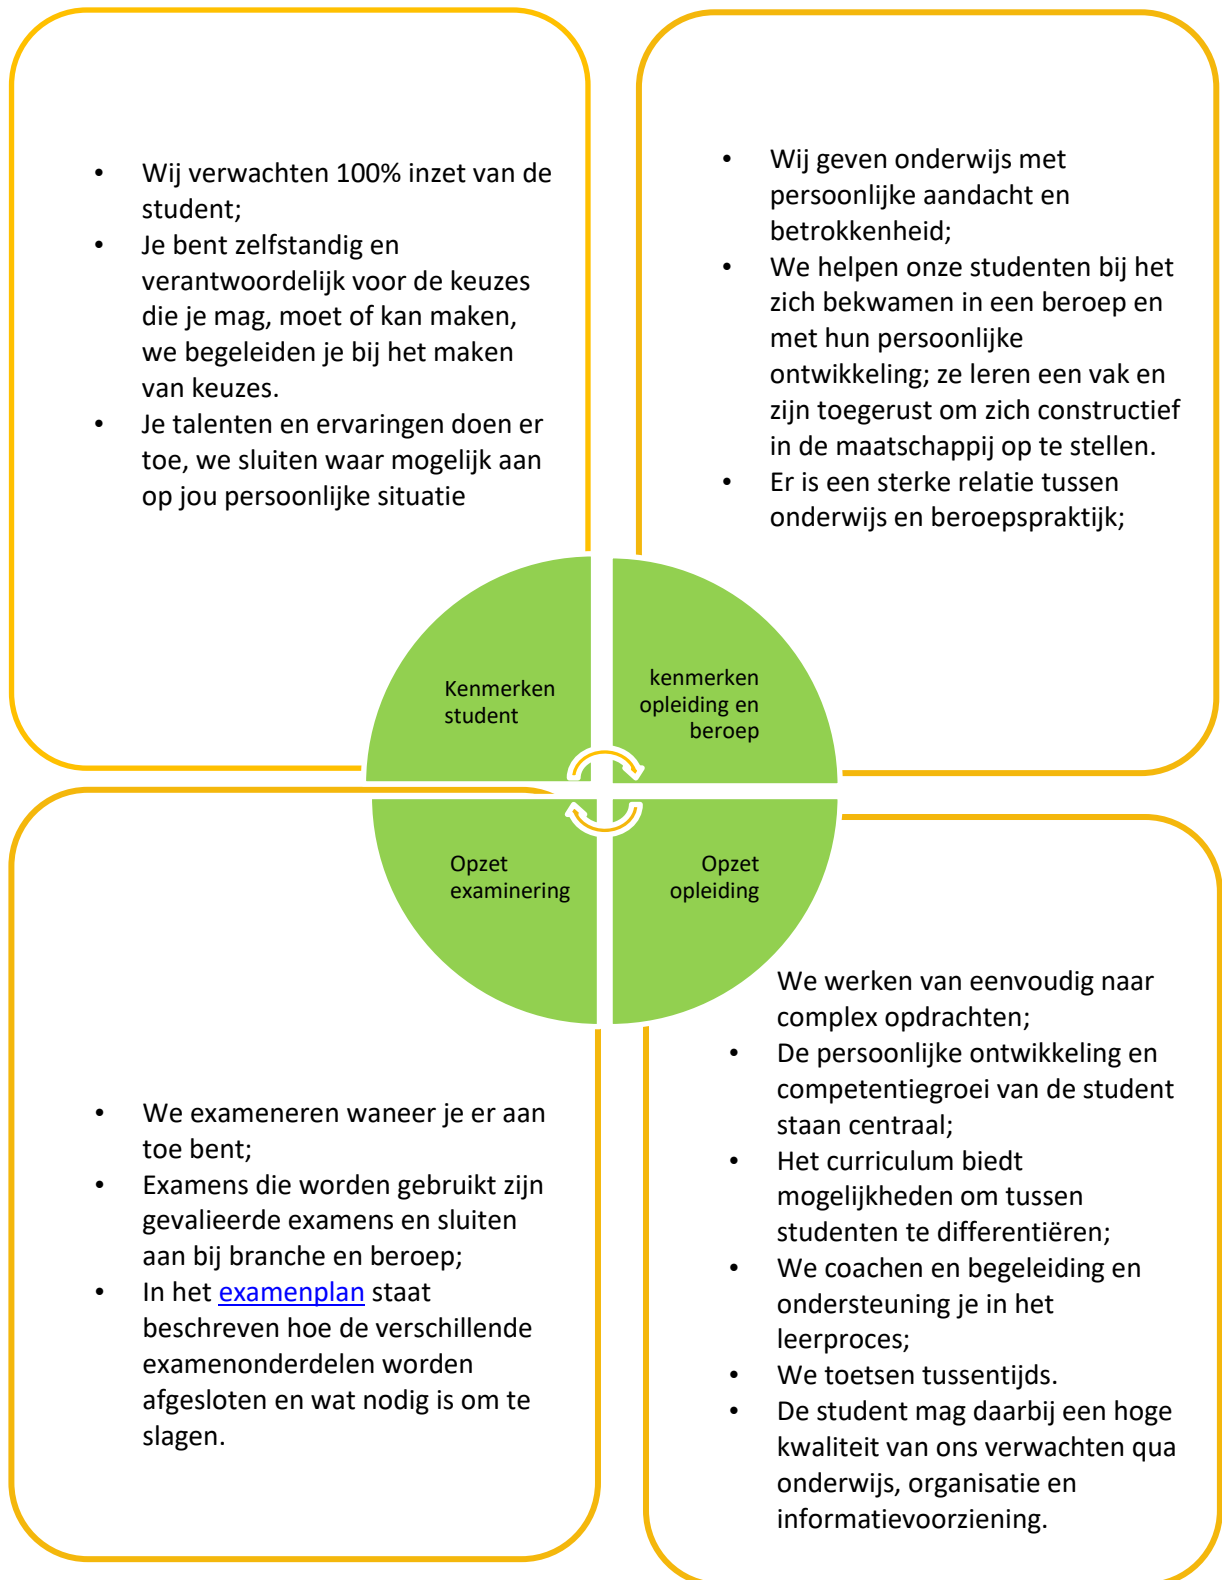 • Wij verwachten 100% inzet van de
student;
• Je bent zelfstandig en
verantwoordelijk voor de keuzes
die je mag, moet of kan maken,
we begeleiden je bij het maken
van keuzes.
• Je talenten en ervaringen doen er
toe, we sluiten waar mogelijk aan
op jou persoonlijke situatie
• Wij geven onderwijs met
persoonlijke aandacht en
betrokkenheid;
• We helpen onze studenten bij het
zich bekwamen in een beroep en
met hun persoonlijke
ontwikkeling; ze leren een vak en
zijn toegerust om zich constructief
in de maatschappij op te stellen.
• Er is een sterke relatie tussen
onderwijs en beroepspraktijk;
Kenmerken
student
kenmerken
opleiding en
beroep
Opzet
examinering
Opzet
opleiding
• We exameneren waneer je er aan
toe bent;
• Examens die worden gebruikt zijn
gevalieerde examens en sluiten
aan bij branche en beroep;
• In het examenplan staat
beschreven hoe de verschillende
examenonderdelen worden
afgesloten en wat nodig is om te
slagen.
We werken van eenvoudig naar
complex opdrachten;
• De persoonlijke ontwikkeling en
competentiegroei van de student
staan centraal;
• Het curriculum biedt
mogelijkheden om tussen
studenten te differentiëren;
• We coachen en begeleiding en
ondersteuning je in het
leerproces;
• We toetsen tussentijds.
• De student mag daarbij een hoge
kwaliteit van ons verwachten qua
onderwijs, organisatie en
informatievoorziening.